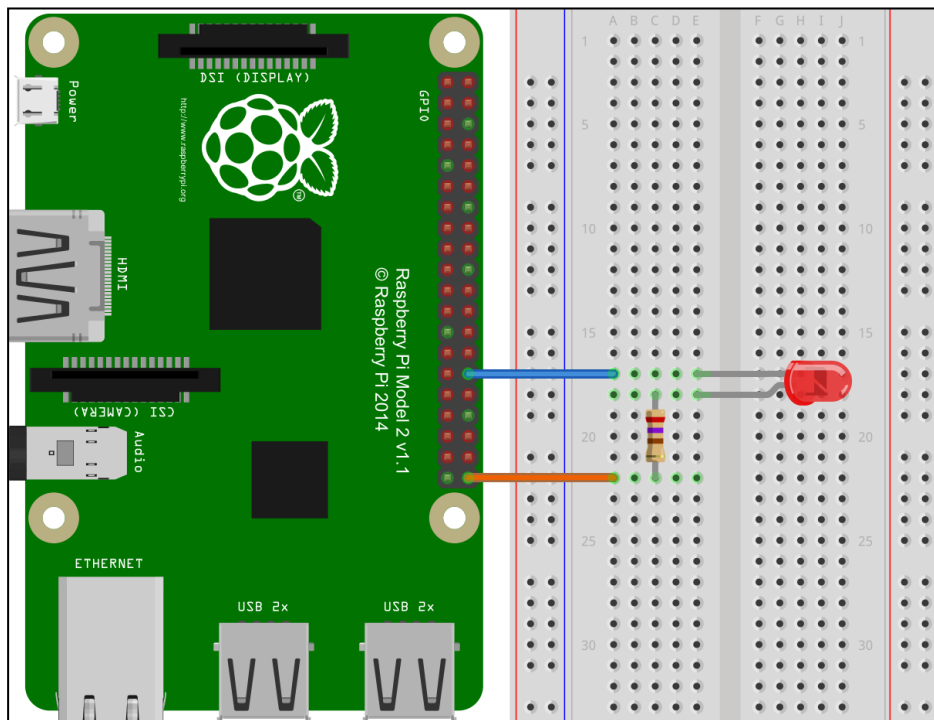 A B C D E
F G H I J
1
1
DSI (DISPLAY)
Power
GPIO
http://www.raspberrypi.org
TM
5
5
10
10
HDMI
Raspberry Pi Model 2 v1.1
© Raspberry Pi 2014
15
15
CSI (CAMERA)
Audio
20
20
25
25
ETHERNET
USB 2x
USB 2x
30
30